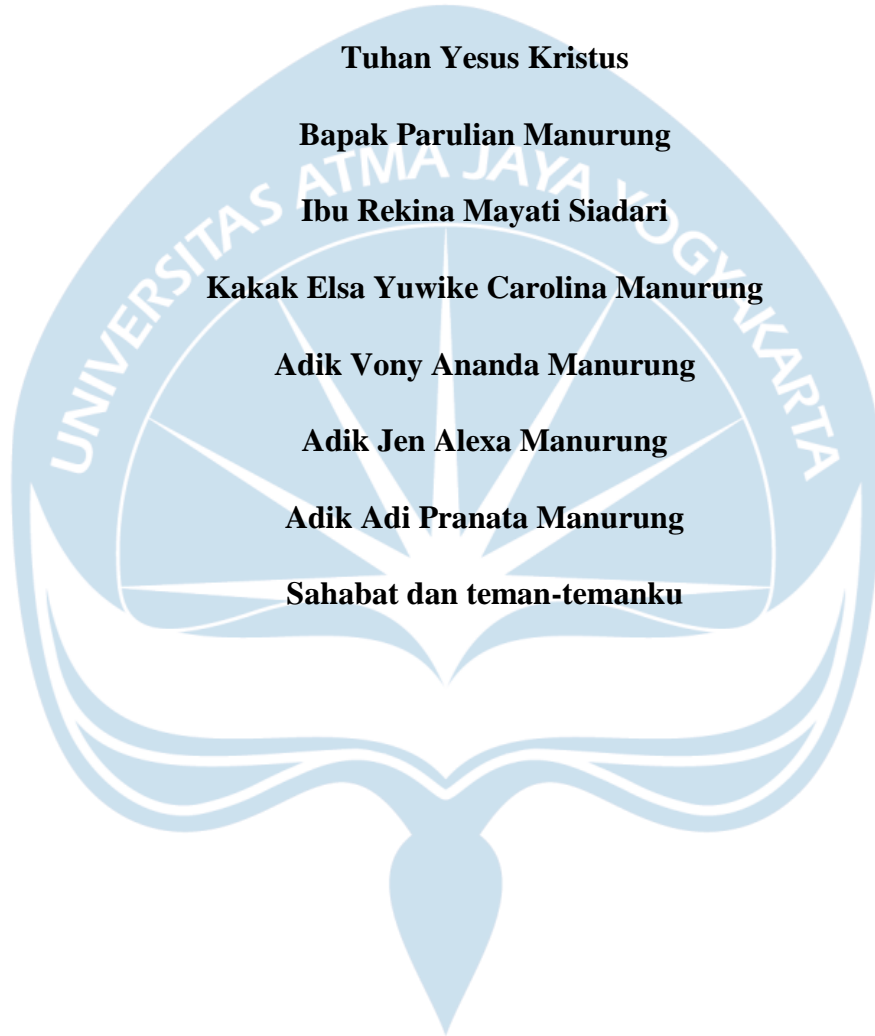 Tuhan Yesus Kristus
Bapak Parulian Manurung
UNIVERSITAS ATMA JAYA YOGYAKARTA
Ibu Rekina Mayati Siadari
Kakak Elsa Yuwike Carolina Manurung
Adik Vony Ananda Manurung
Adik Jen Alexa Manurung
Adik Adi Pranata Manurung
Sahabat dan teman-temanku